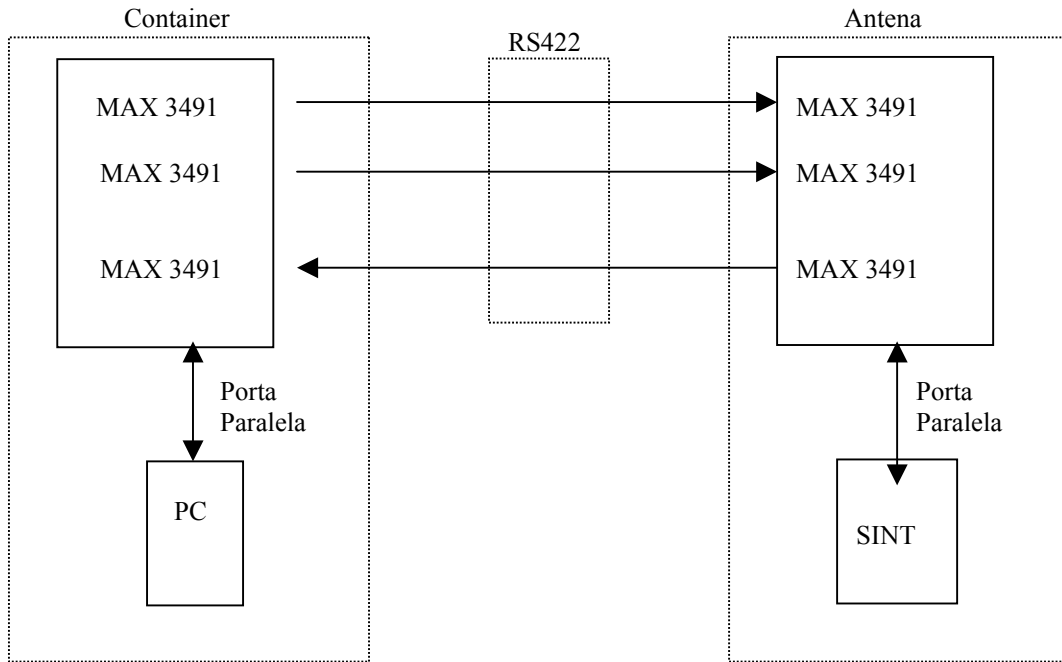 Container
Antena
RS422
MAX 3491
MAX 3491
MAX 3491
MAX 3491
MAX 3491
MAX 3491
Porta
Paralela
Porta
Paralela
PC
SINT